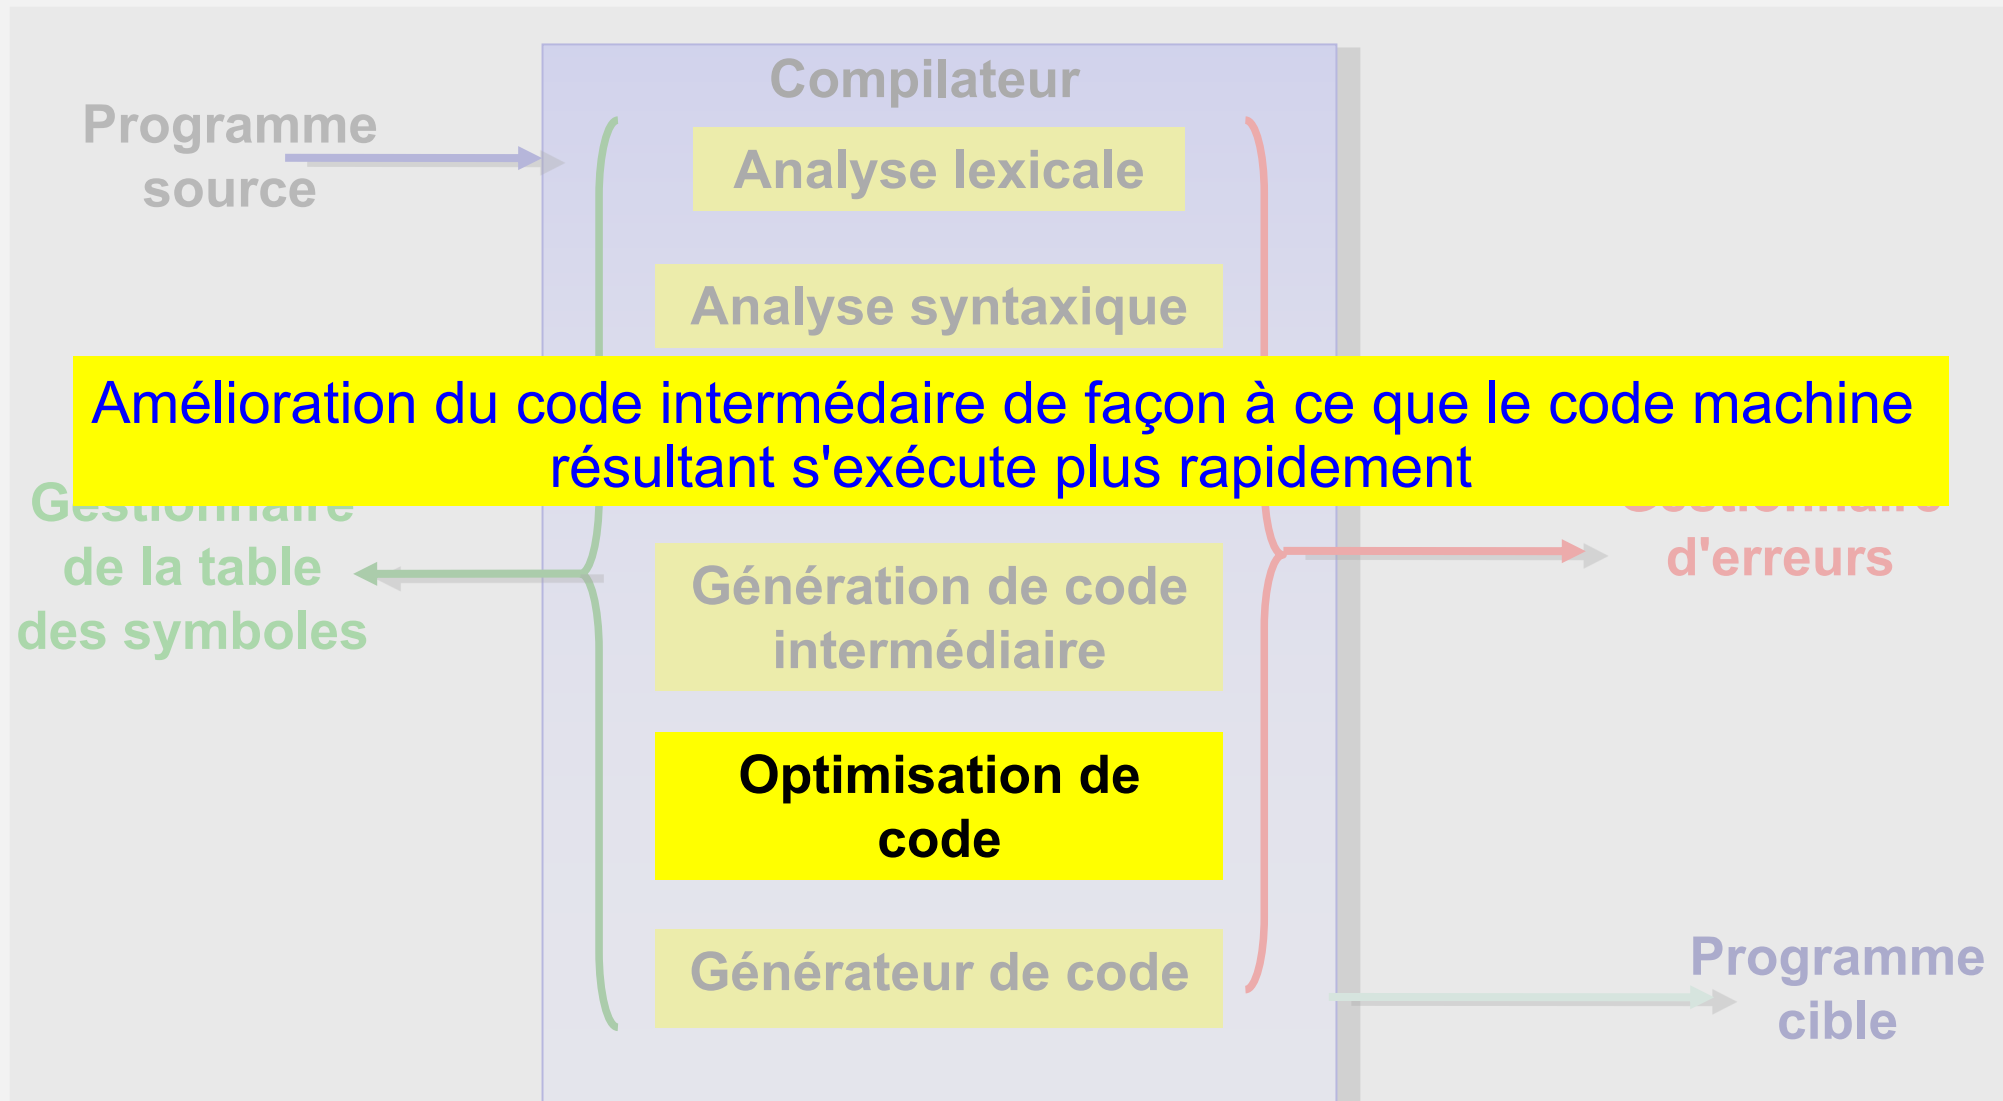 Compilateur
Programme
source
Analyse lexicale
Analyse syntaxique
Amélioration du code intermédaire de façon à ce que le code machine
résultant s'exécute plus rapidement
Gestionnaire
de la table
des symboles
Gestionnaire
d'erreurs
Génération de code
intermédiaire
Optimisation de
code
Générateur de code
Programme
cible